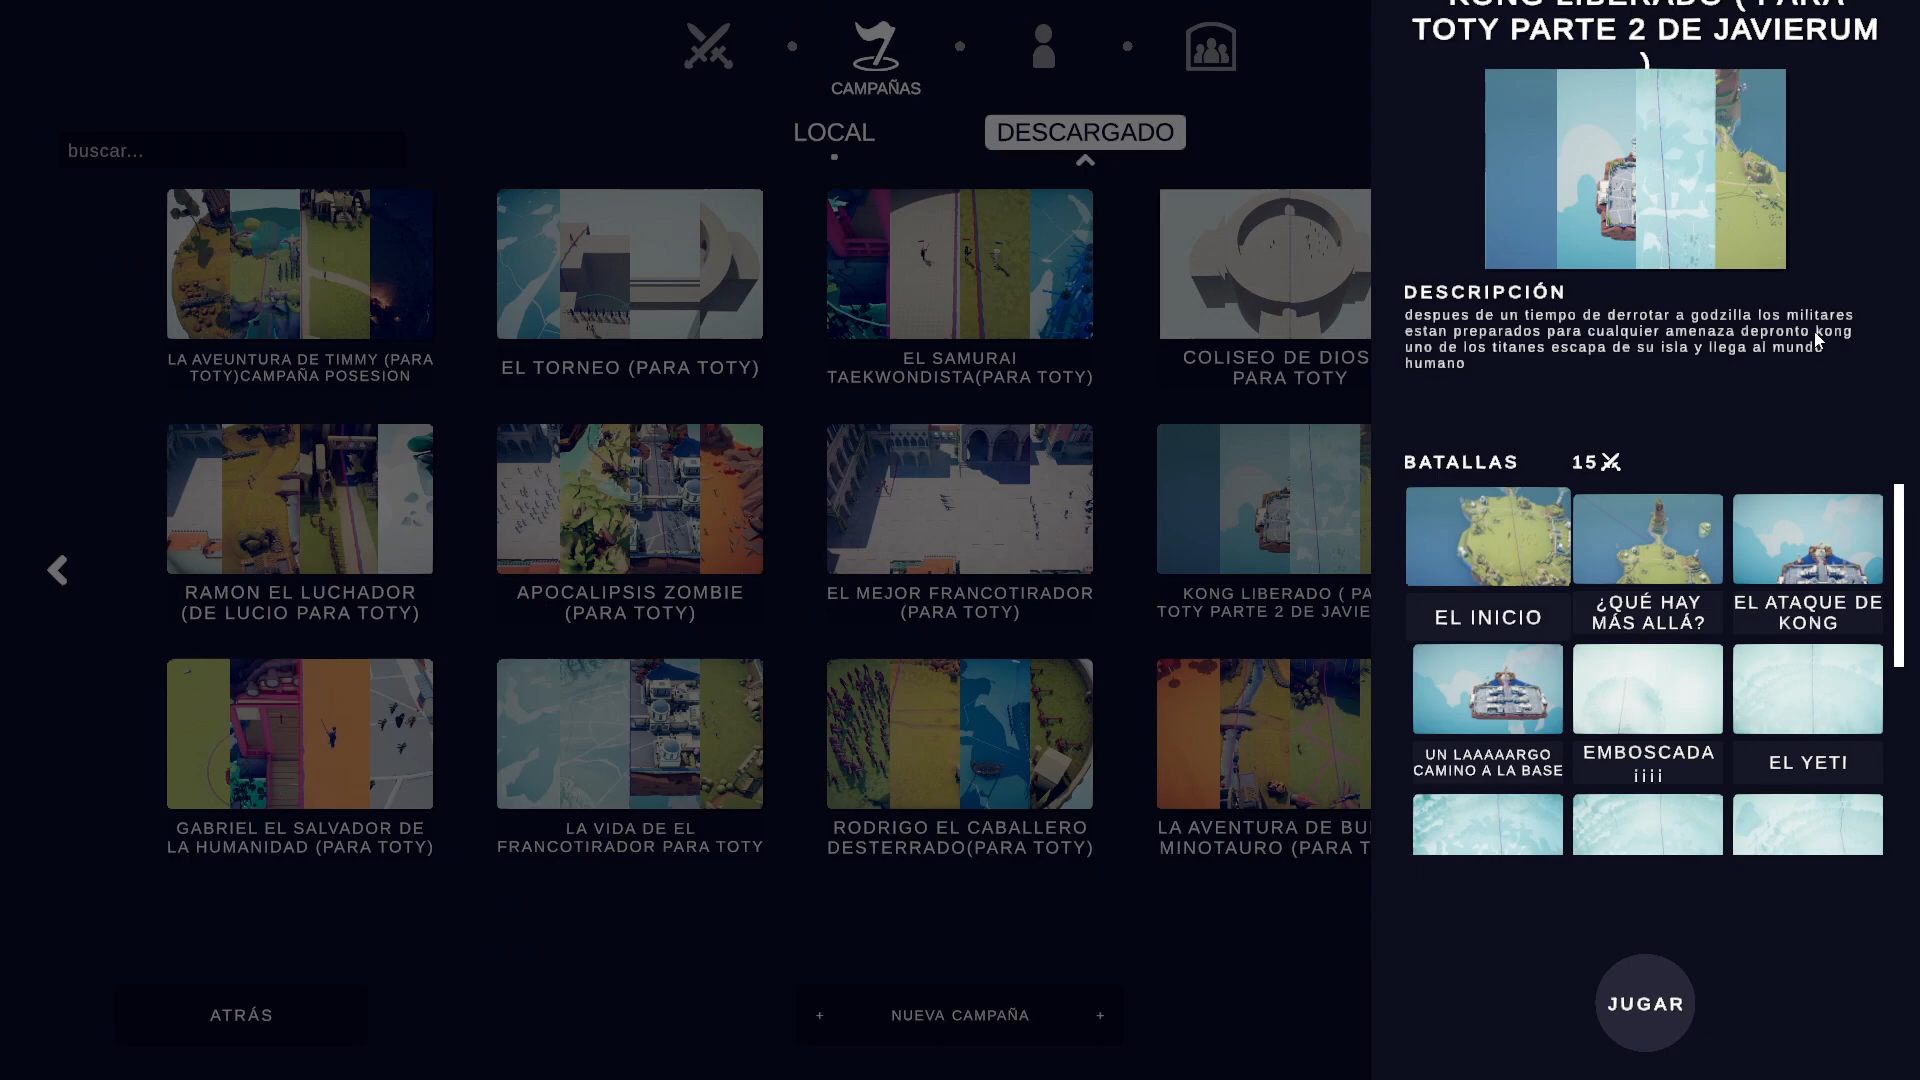 CAMPAÑAS
LOCAL
DESCARGADO
buscar...
LA AVEUNTURA DE TIMMY (PARA
TOTY)CAMPAÑA POSESION
EL TORNEO (PARA TOTY)
EL SAMURAI
TAEKWONDISTA(PARA TOTY)
COLISEO DE DIOS
PARA TOTY
RAMON EL LUCHADOR
(DE LUCIO PARA TOTY)
APOCALIPSIS ZOMBIE
(PARA TOTY)
EL MEJOR FRANCOTIRADOR
(PARA TOTY)
KONG LIBERADO ( PA
TOTY PARTE 2 DE JAVIE
GABRIEL EL SALVADOR DE
LA HUMANIDAD (PARA TOTY)
LA VIDA DE EL
FRANCOTIRADOR PARA TOTY
RODRIGO EL CABALLERO
DESTERRADO(PARA TOTY)
LA AVENTURA DE BU
MINOTAURO (PARA T
ATRÁS
+ NUEVA CAMPAÑA +
KONG LIBERADO ( PARA
TOTY PARTE 2 DE JAVIERUM
)
DESCRIPCIÓN
despues de un tiempo de derrotar a godzilla los militares
estan preparados para cualquier amenaza depronto kong
uno de los titanes escapa de su isla y llega al mundo
humano
BATALLAS 15
EL INICIO
¿QUÉ HAY
MÁS ALLÁ?
EL ATAQUE DE
KONG
UN LAAAAARGO
CAMINO A LA BASE
EMBOSCADA
¡¡¡¡
EL YETI
JUGAR